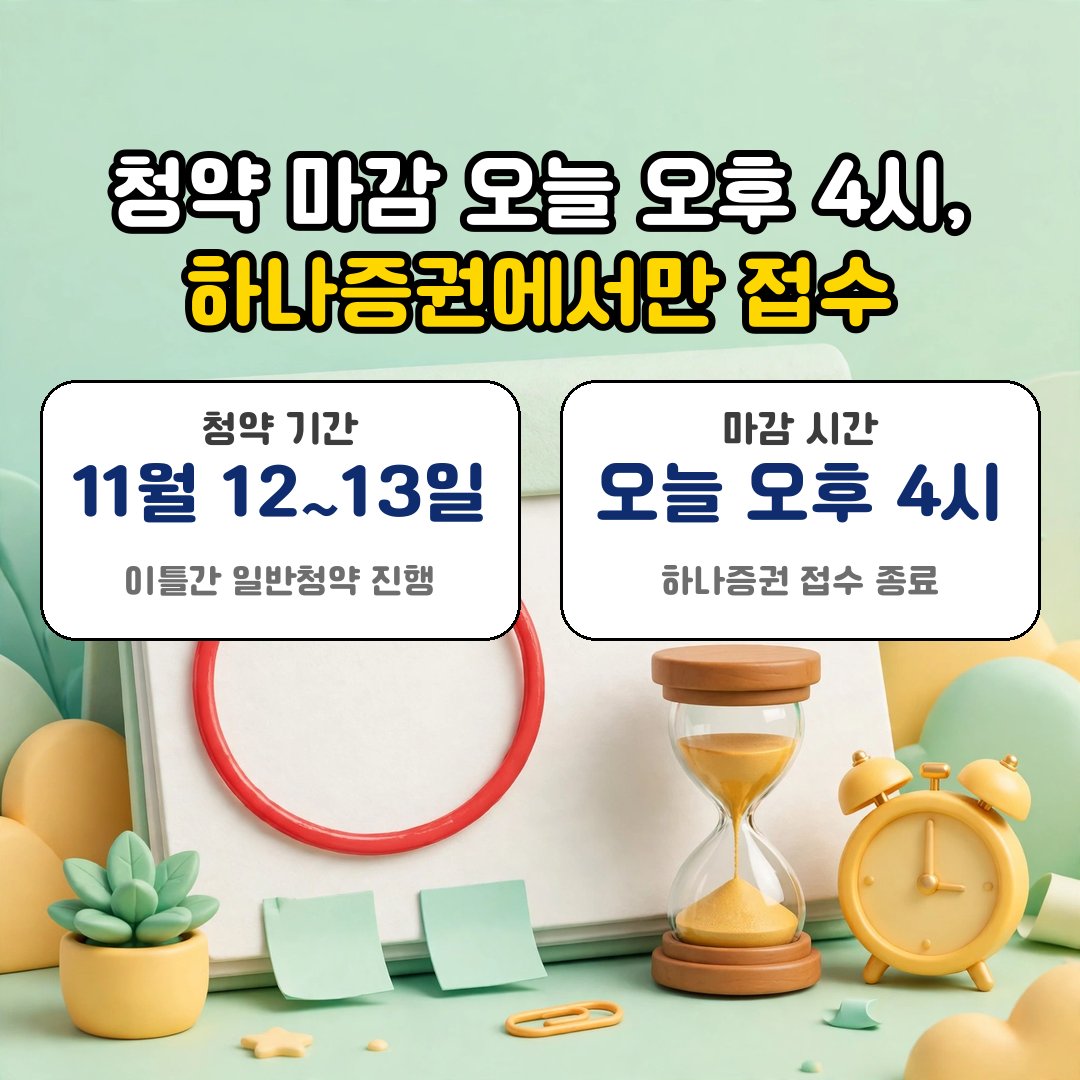 청약 마감 오늘 오후 4시,
하나증권에서만 접수
청약 기간
11월 12~13일
이틀간 일반청약 진행
마감 시간
오늘 오후 4시
하나증권 접수 종료